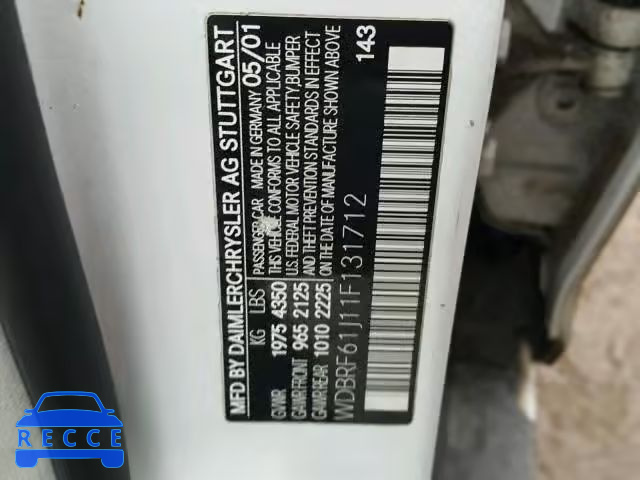 MFD BY DAIMLERCHRYSLER AG STUTTGART
PASSENGER CAR MADE IN GERMANY 05/01
KG LBS
GVWR 1975 4350
GAWR FRONT 965 2125
GAWR REAR 1010 2225
THIS VEHICLE CONFORMS TO ALL APPLICABLE
U.S. FEDERAL MOTOR VEHICLE SAFETY, BUMPER
AND THEFT PREVENTION STANDARDS IN EFFECT
ON THE DATE OF MANUFACTURE SHOWN ABOVE
143
WDBRF61J11F131712
RECCE